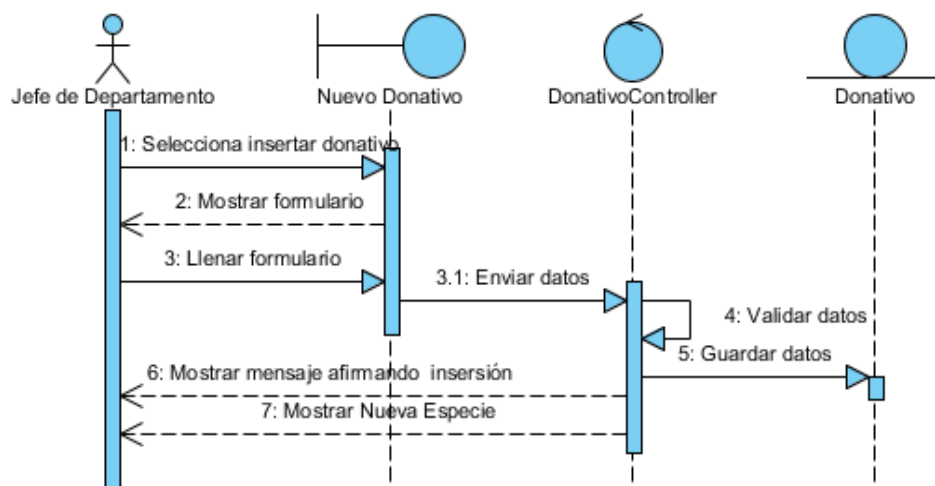 Jefe de Departamento
Nuevo Donativo
DonativoController
Donativo
1: Selecciona insertar donativo
2: Mostrar formulario
3: Llenar formulario
3.1: Enviar datos
4: Validar datos
5: Guardar datos
6: Mostrar mensaje afirmando insersión
7: Mostrar Nueva Especie